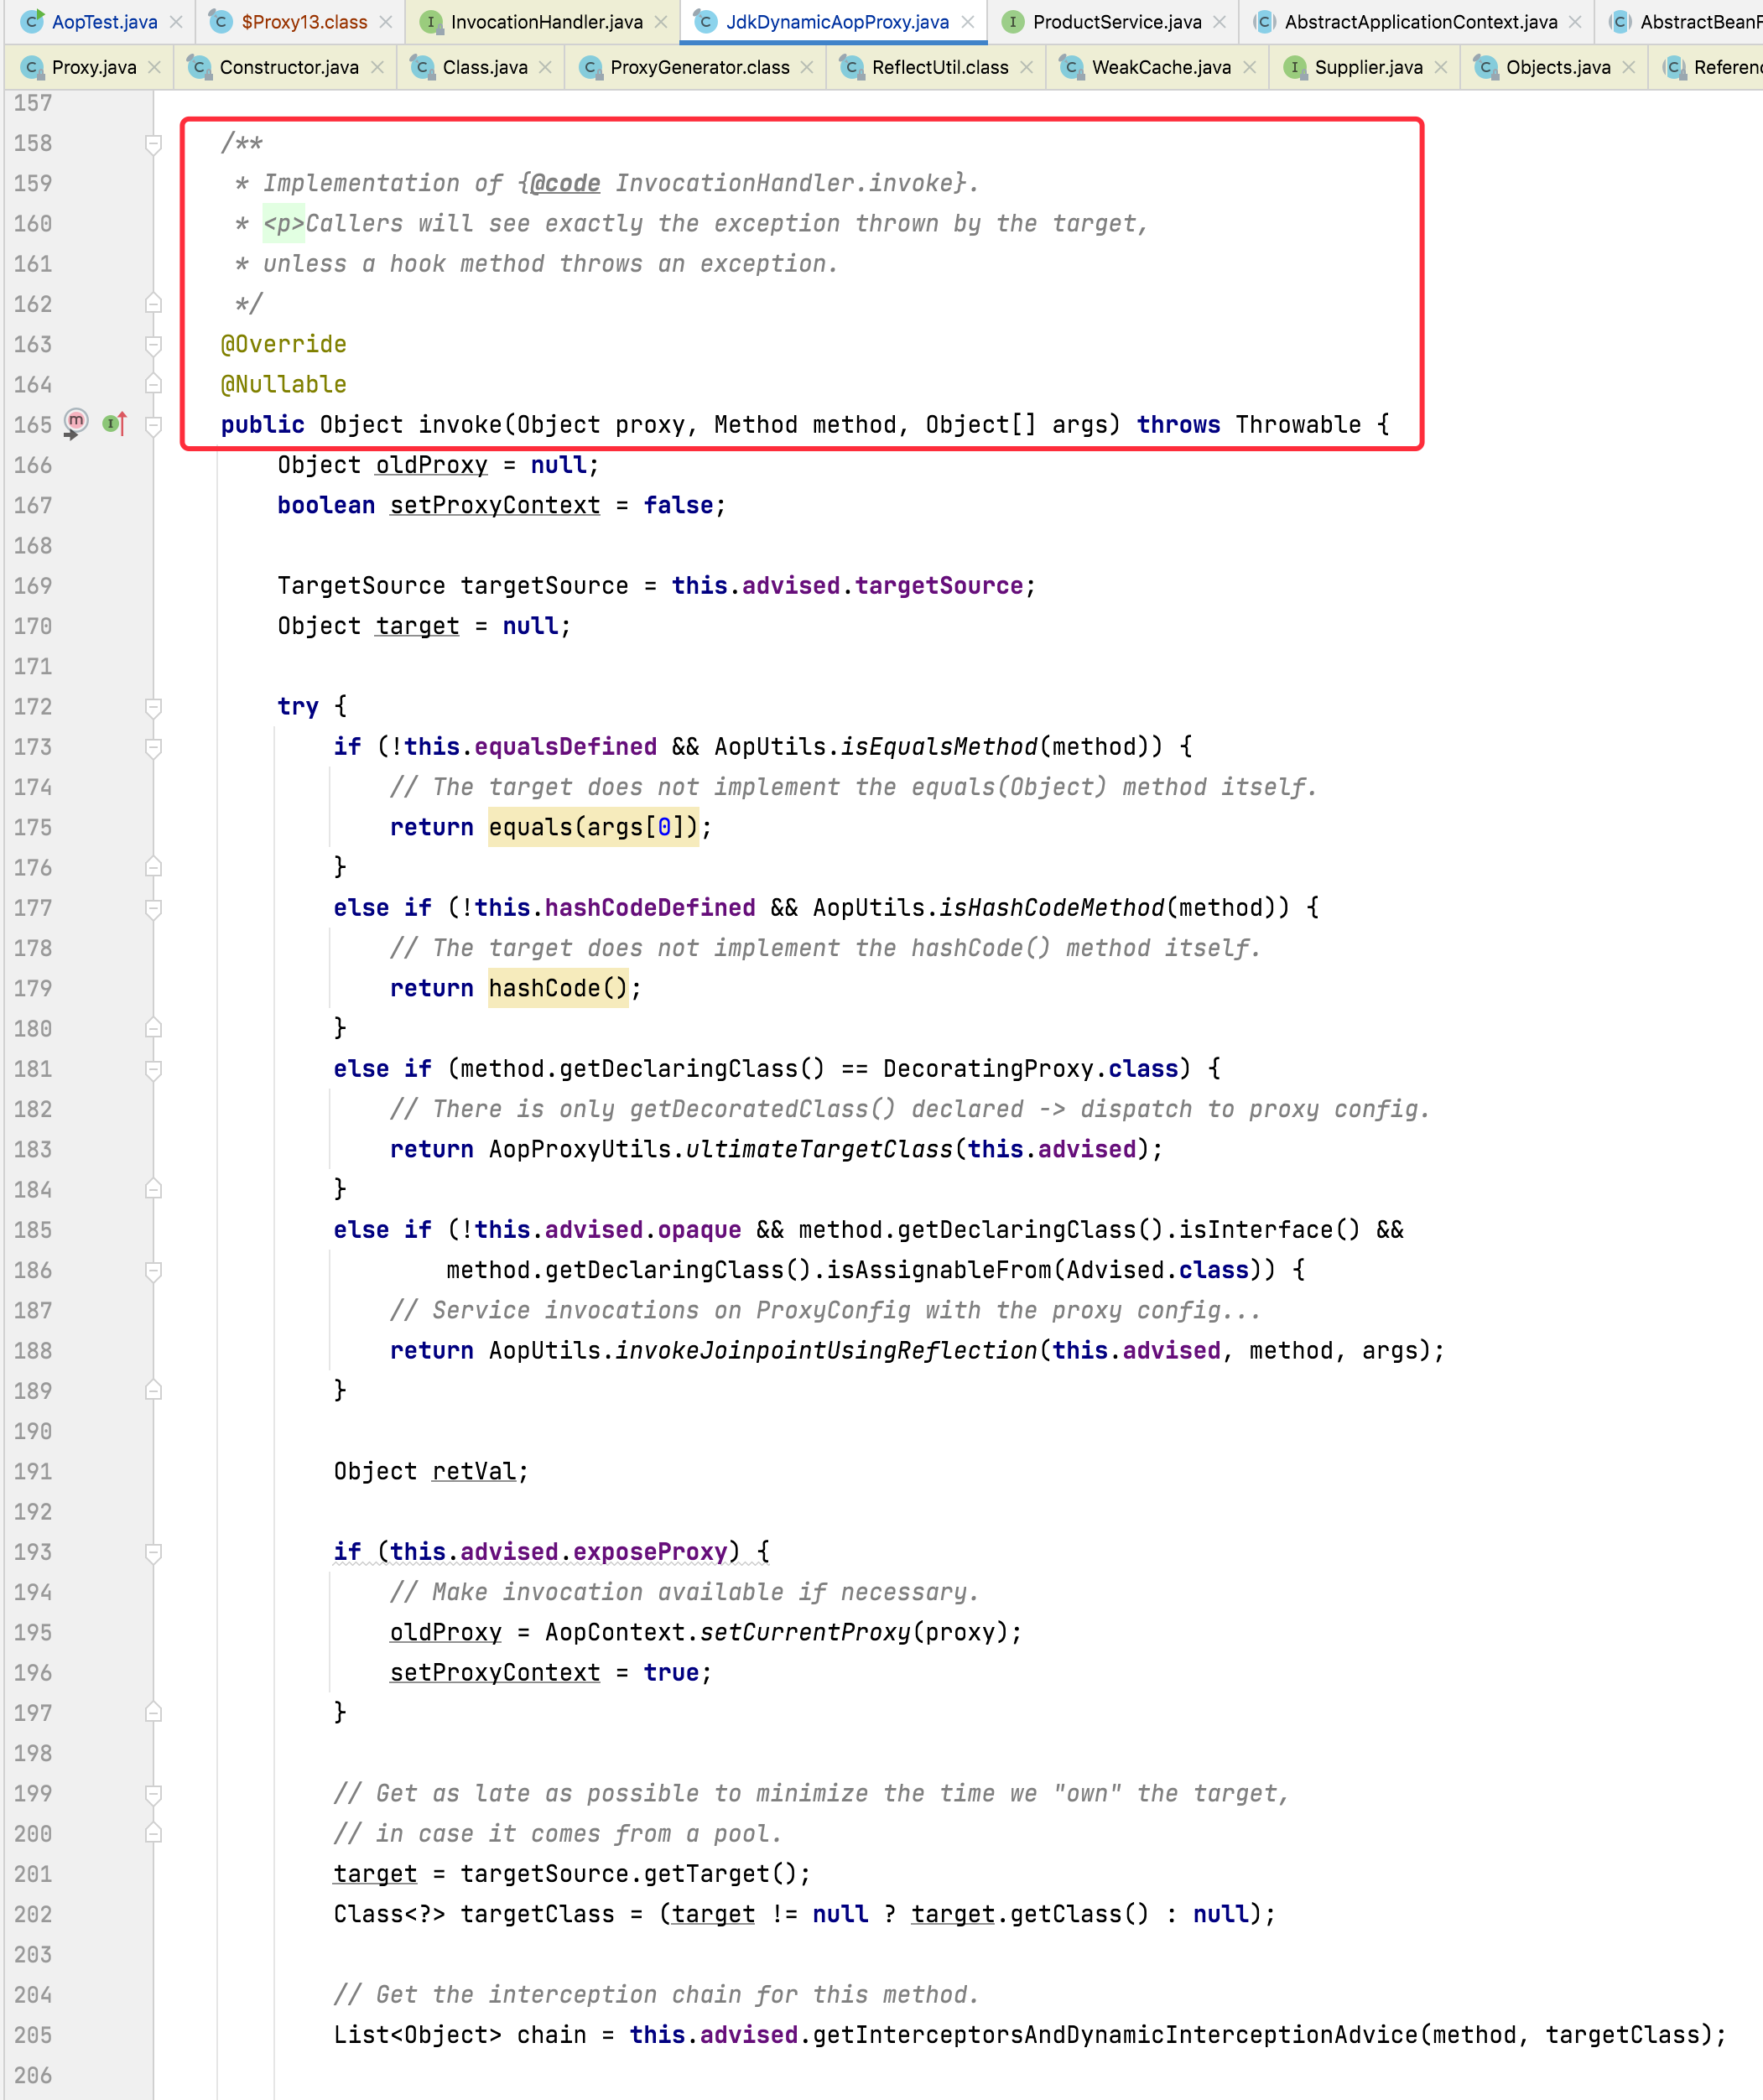 AopTest.java $Proxy13.class InvocationHandler.java JdkDynamicAopProxy.java ProductService.java AbstractApplicationContext.java
Proxy.java Constructor.java Class.java ProxyGenerator.class ReflectUtil.class WeakCache.java Supplier.java Objects.java
157
158 /**
159 * Implementation of {@code InvocationHandler.invoke}.
160 * <p>Callers will see exactly the exception thrown by the target,
161 * unless a hook method throws an exception.
162 */
163 @Override
164 @Nullable
165 public Object invoke(Object proxy, Method method, Object[] args) throws Throwable {
166 Object oldProxy = null;
167 boolean setProxyContext = false;
168
169 TargetSource targetSource = this.advised.targetSource;
170 Object target = null;
171
172 try {
173 if (!this.equalsDefined && AopUtils.isEqualsMethod(method)) {
174 // The target does not implement the equals(Object) method itself.
175 return equals(args[0]);
176 }
177 else if (!this.hashCodeDefined && AopUtils.isHashCodeMethod(method)) {
178 // The target does not implement the hashCode() method itself.
179 return hashCode();
180 }
181 else if (method.getDeclaringClass() == DecoratingProxy.class) {
182 // There is only getDecoratedClass() declared -> dispatch to proxy config.
183 return AopProxyUtils.ultimateTargetClass(this.advised);
184 }
185 else if (!this.advised.opaque && method.getDeclaringClass().isInterface() &&
186 method.getDeclaringClass().isAssignableFrom(Advised.class)) {
187 // Service invocations on ProxyConfig with the proxy config...
188 return AopUtils.invokeJoinpointUsingReflection(this.advised, method, args);
189 }
190
191 Object retVal;
192
193 if (this.advised.exposeProxy) {
194 // Make invocation available if necessary.
195 oldProxy = AopContext.setCurrentProxy(proxy);
196 setProxyContext = true;
197 }
198
199 // Get as late as possible to minimize the time we "own" the target,
200 // in case it comes from a pool.
201 target = targetSource.getTarget();
202 Class<?> targetClass = (target != null ? target.getClass() : null);
203
204 // Get the interception chain for this method.
205 List<Object> chain = this.advised.getInterceptorsAndDynamicInterceptionAdvice(method, targetClass);
206